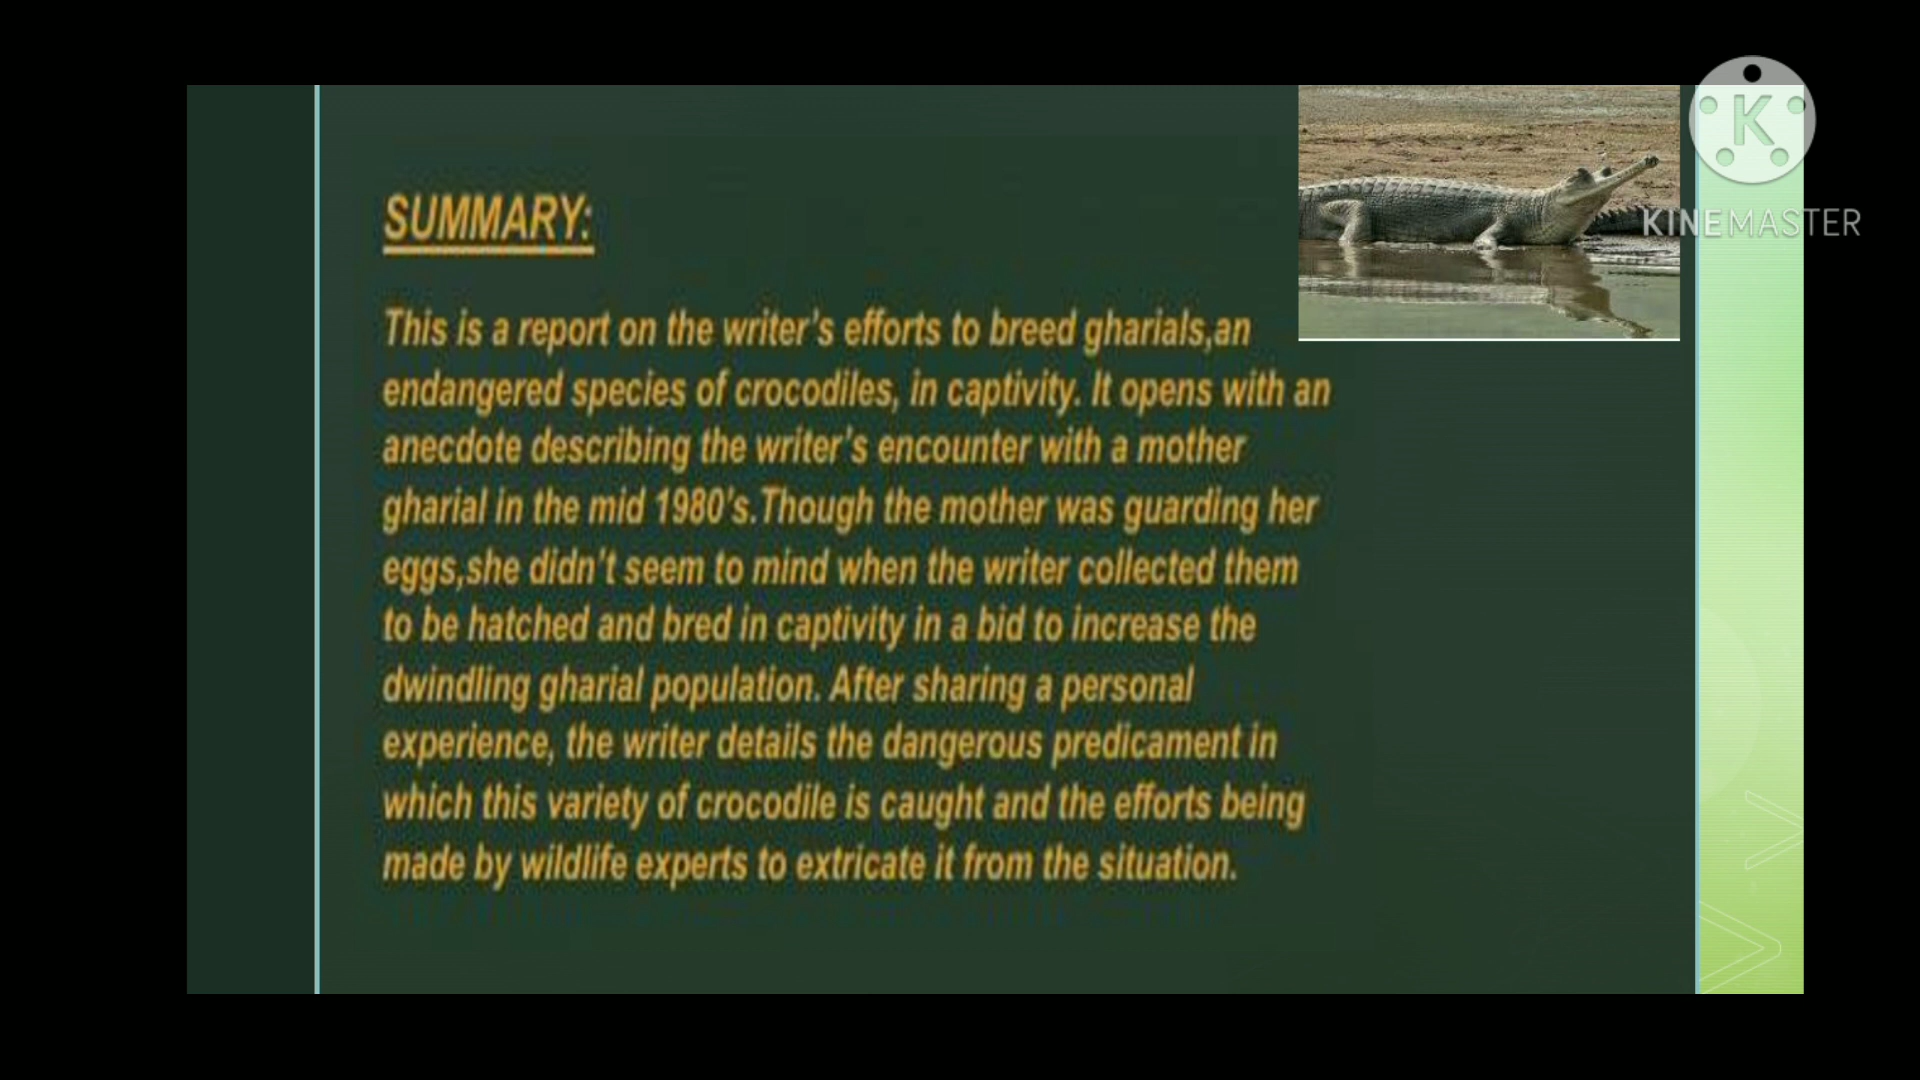 SUMMARY:
This is a report on the writer's efforts to breed gharials,an
endangered species of crocodiles, in captivity. It opens with an
anecdote describing the writer's encounter with a mother
gharial in the mid 1980's.Though the mother was guarding her
eggs,she didn't seem to mind when the writer collected them
to be hatched and bred in captivity in a bid to increase the
dwindling gharial population. After sharing a personal
experience, the writer details the dangerous predicament in
which this variety of crocodile is caught and the efforts being
made by wildlife experts to extricate it from the situation.
K
KINEMASTER